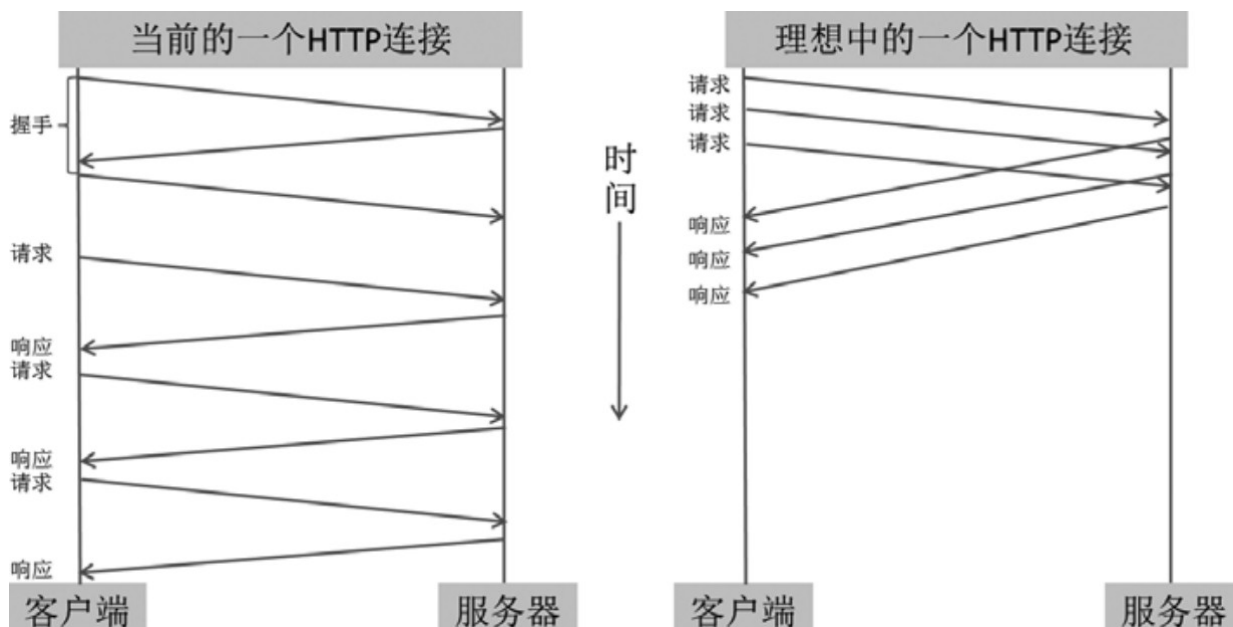 当前的一个HTTP连接
握手
请求
响应
请求
响应
请求
响应
客户端
服务器
时间
理想中的一个HTTP连接
请求
请求
请求
响应
响应
响应
客户端
服务器